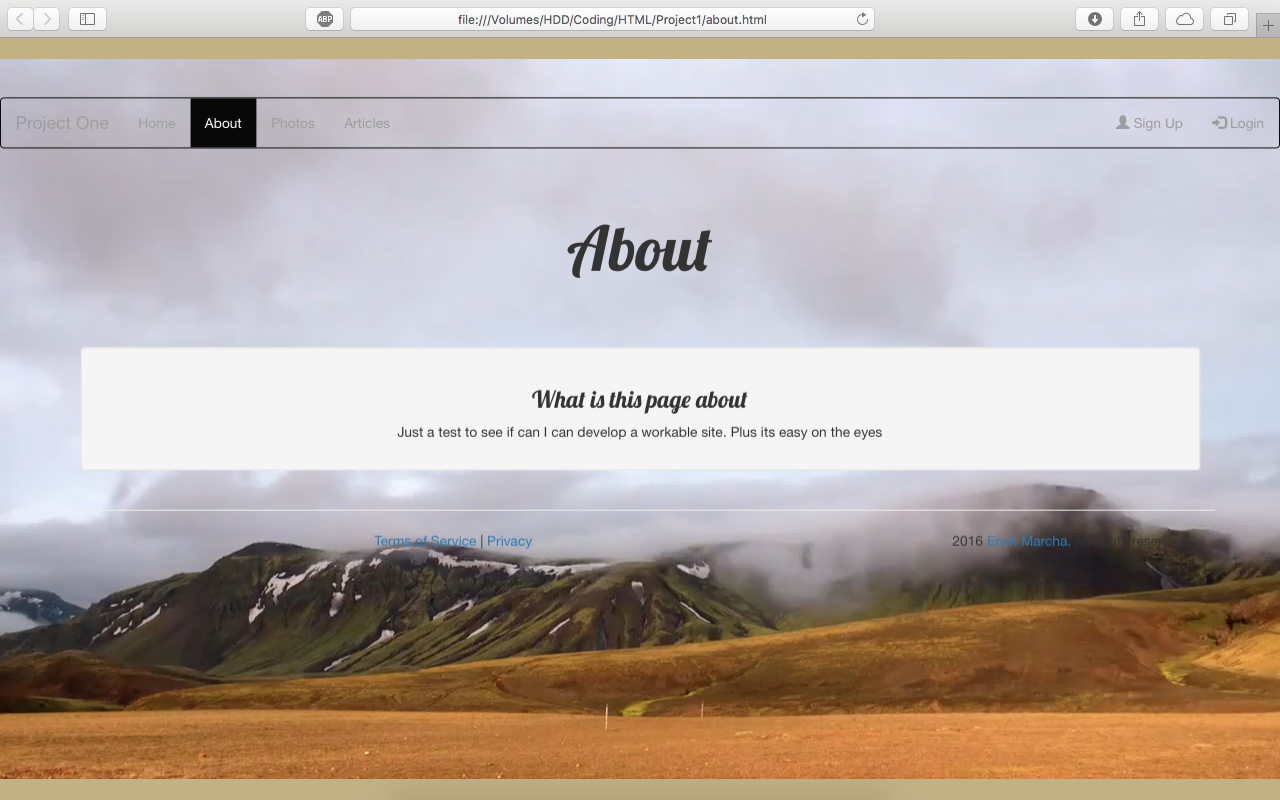 ABP
file:///Volumes/HDD/Coding/HTML/Project1/about.html
Project One Home About Photos Articles Sign Up Login
About
What is this page about
Just a test to see if can I can develop a workable site. Plus its easy on the eyes
Terms of Service | Privacy
2016 Marcha.